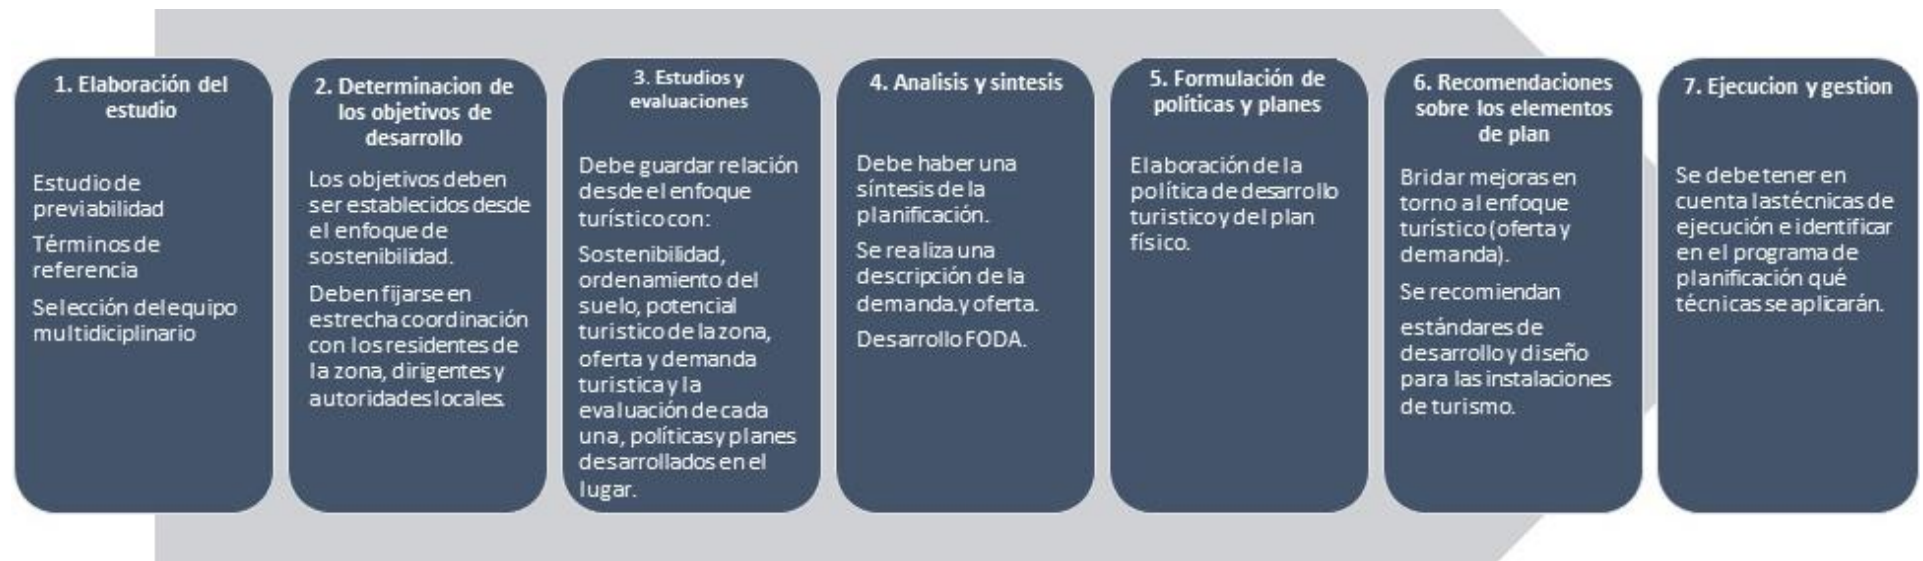 1. Elaboración del
estudio
Estudio de
previabilidad
Términos de
referencia
Selección del equipo
multidiciplinario
2. Determinacion de
los objetivos de
desarrollo
Los objetivos deben
ser establecidos desde
el enfoque de
sostenibilidad.
Deben fijarse en
estrecha coordinación
con los residentes de
la zona, dirigentes y
autoridades locales.
3. Estudios y
evaluaciones
Debe guardar relación
desde el enfoque
turístico con:
Sostenibilidad,
ordenamiento del
suelo, potencial
turistico de la zona,
oferta y demanda
turistica y la
evaluación de cada
una, políticas y planes
desarrollados en el
lugar.
4. Analisis y sintesis
Debe haber una
síntesis de la
planificación.
Se realiza una
descripción de la
demanda.y oferta.
Desarrollo FODA.
5. Formulación de
políticas y planes
Elaboración de la
política de desarrollo
turistico y del plan
físico.
6. Recomendaciones
sobre los elementos
de plan
Bridar mejoras en
torno al enfoque
turístico (oferta y
demanda).
Se recomiendan
estándares de
desarrollo y diseño
para las instalaciones
de turismo.
7. Ejecucion y gestion
Se debe tener en
cuenta las técnicas de
ejecución e identificar
en el programa de
planificación qué
técnicas se aplicarán.